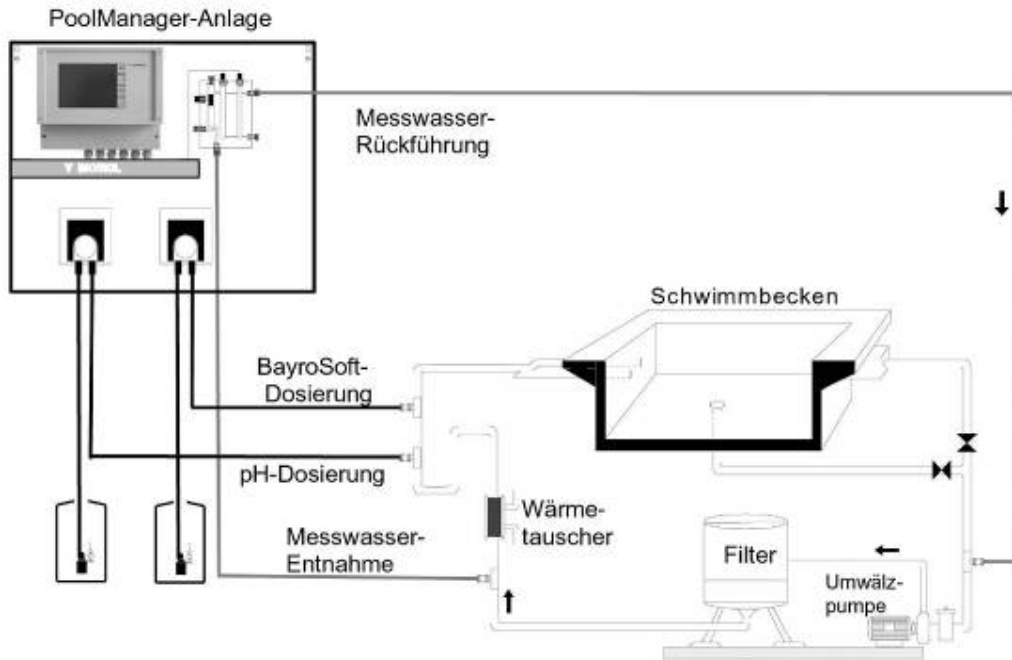 PoolManager-Anlage
Messwasser-
Rückführung
Schwimmbecken
BayroSoft-
Dosierung
pH-Dosierung
Messwasser-
Entnahme
Wärme-
tauscher
Filter
Umwälz-
pumpe